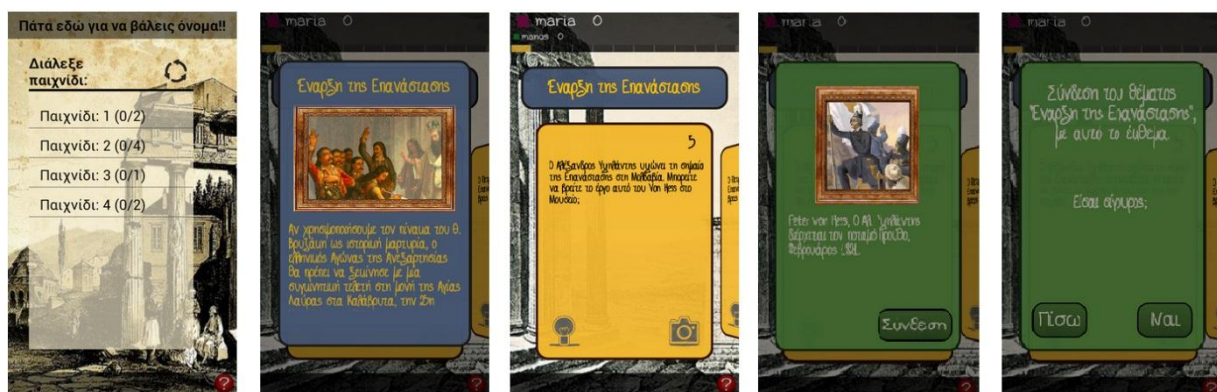 Πάτα εδώ για να βάλεις όνομα!!
Διάλεξε
παιχνίδι:
Παιχνίδι: 1 (0/2)
Παιχνίδι: 2 (0/4)
Παιχνίδι: 3 (0/1)
Παιχνίδι: 4 (0/2)
?
maria 0
Έναρξη της Επανάστασης
Αν χρησιμοποιήσουμε τον πίνακα του Θ.
Βρυζάκη ως ιστορική μαρτυρία, ο
ελληνικός Αγώνας της Ανεξαρτησίας
θα πρέπει να ξεκίνησε με μία
συγκινητική τελετή στη μονή της Αγίας
Λαύρας στα Καλάβρυτα, την 25η
?
maria 0
manos 0
Έναρξη της Επανάστασης
5
Ο Αλέξανδρος Υψηλάντης υψώνει τη σημαία
της Επανάστασης στη Μολδαβία. Μπορείτε
να βρείτε το έργο αυτό του Von Hess στο
Μουσείο;
?
maria 0
Peter von Hess, Ο Αλ. Υψηλάντης
διέρχεται τον ποταμό Προύθο,
Φεβρουάριος 1821.
Σύνδεση
?
maria 0
Σύνδεση του θέματος
"Έναρξη της Επανάστασης",
με αυτό το έκθεμα.
Είσαι σίγουρος;
Πίσω
Ναι
?